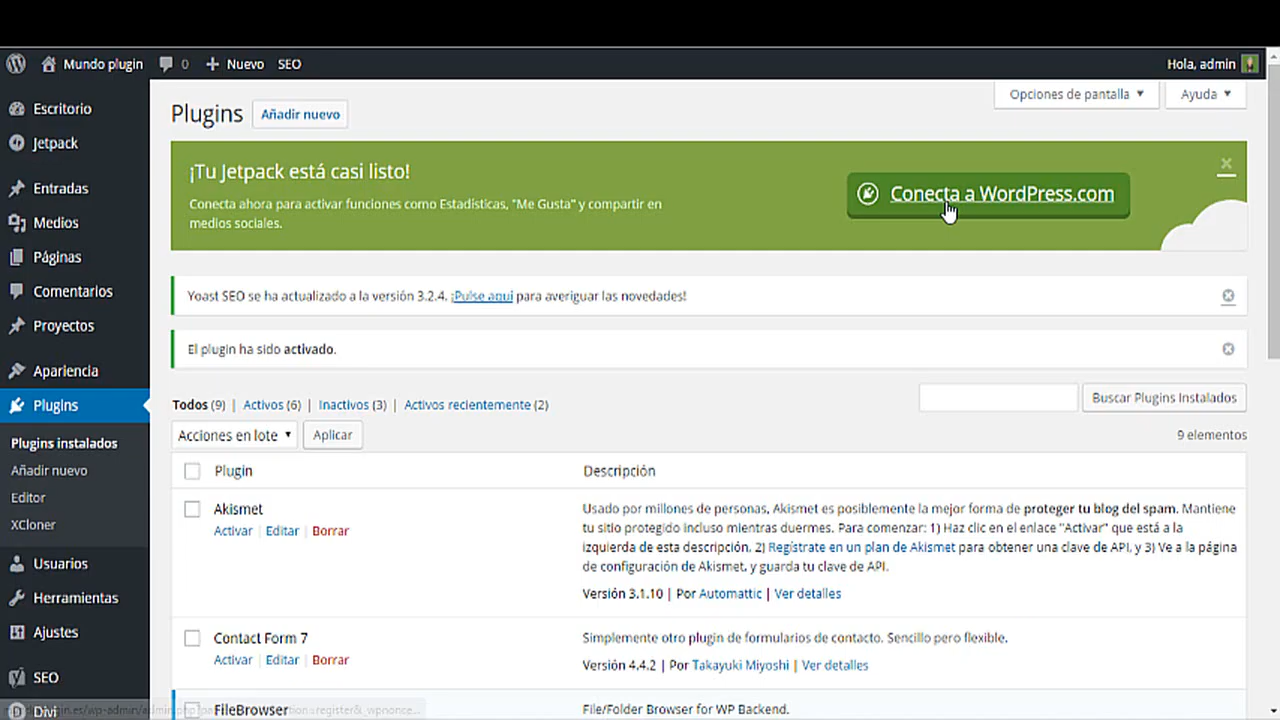 Mundo plugin 0 Nuevo SEO Hola, admin
Escritorio
Jetpack
Entradas
Medios
Páginas
Comentarios
Proyectos
Apariencia
Plugins
Plugins instalados
Añadir nuevo
Editor
XCloner
Usuarios
Herramientas
Ajustes
SEO
Divi
Opciones de pantalla Ayuda
Plugins Añadir nuevo
¡Tu Jetpack está casi listo!
Conecta ahora para activar funciones como Estadísticas, "Me Gusta" y compartir en
medios sociales.
Conecta a WordPress.com
Yoast SEO se ha actualizado a la versión 3.2.4. ¡Pulse aquí para averiguar las novedades!
El plugin ha sido activado.
Todos (9) | Activos (6) | Inactivos (3) | Activos recientemente (2)
Buscar Plugins Instalados
Acciones en lote Aplicar
9 elementos
Plugin Descripción
Akismet
Activar | Editar | Borrar
Usado por millones de personas, Akismet es posiblemente la mejor forma de proteger tu blog del spam. Mantiene
tu sitio protegido incluso mientras duermes. Para comenzar: 1) Haz clic en el enlace "Activar" que está a la
izquierda de esta descripción, 2) Regístrate en un plan de Akismet para obtener una clave de API, y 3) Ve a la página
de configuración de Akismet, y guarda tu clave de API.
Versión 3.1.10 | Por Automattic | Ver detalles
Contact Form 7
Activar | Editar | Borrar
Simplemente otro plugin de formularios de contacto. Sencillo pero flexible.
Versión 4.4.2 | Por Takayuki Miyoshi | Ver detalles
FileBrowser
File/Folder Browser for WP Backend.